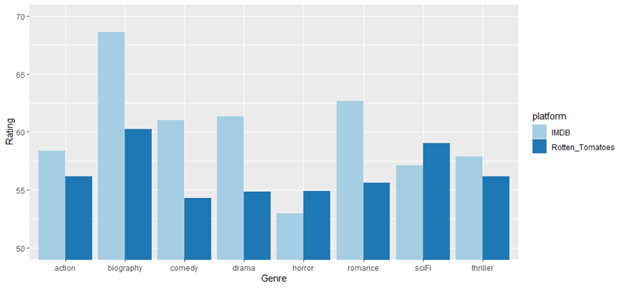 70
65
60
55
50
Rating
action biography comedy drama horror romance sciFi thriller
Genre
platform
IMDB
Rotten_Tomatoes